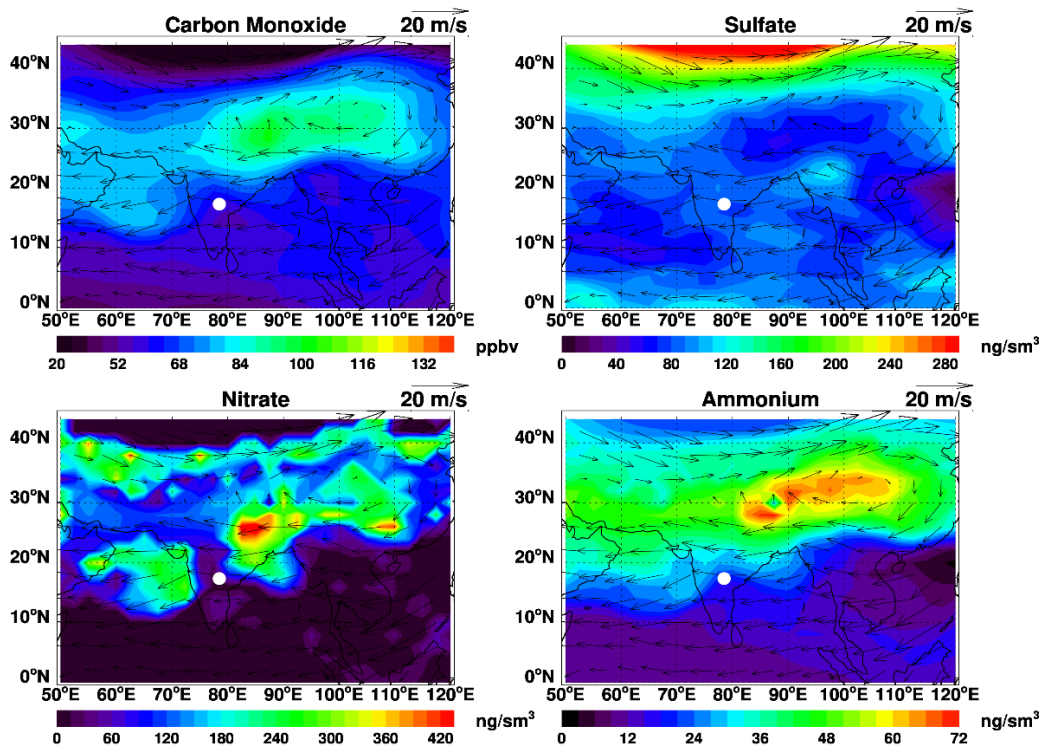 Carbon Monoxide 20 m/s
40°N
30°N
20°N
10°N
0°N
50°E 60°E 70°E 80°E 90°E 100°E 110°E 120°E
20 52 68 84 100 116 132 ppbv
Sulfate 20 m/s
40°N
30°N
20°N
10°N
0°N
50°E 60°E 70°E 80°E 90°E 100°E 110°E 120°E
0 40 80 120 160 200 240 280 ng/sm³
Nitrate 20 m/s
40°N
30°N
20°N
10°N
0°N
50°E 60°E 70°E 80°E 90°E 100°E 110°E 120°E
0 60 120 180 240 300 360 420 ng/sm³
Ammonium 20 m/s
40°N
30°N
20°N
10°N
0°N
50°E 60°E 70°E 80°E 90°E 100°E 110°E 120°E
0 12 24 36 48 60 72 ng/sm³